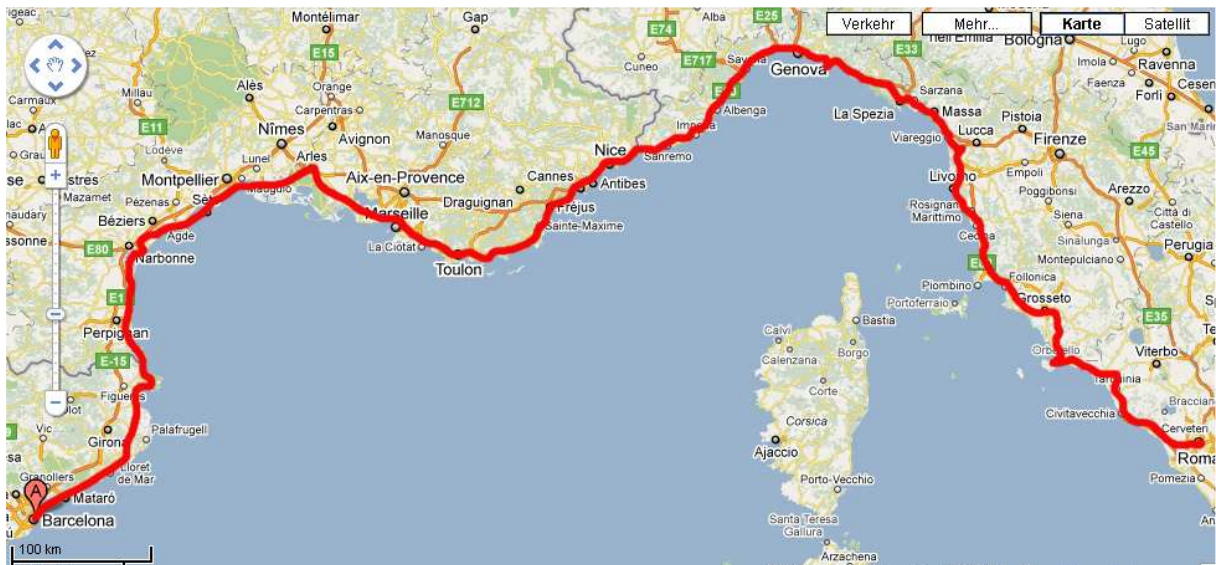 Montélimar
Gap
Alba
E25
Verkehr
Mehr...
Karte
Satellit
E15
E74
E33
Bologna
Lugo
Ravenna
Imola
Cesen
Faenza
Forlì
Millau
Alès
Orange
Carpentras
E712
Cuneo
E717
Savona
Genova
Carmaux
E11
Nîmes
Avignon
Manosque
Albenga
La Spezia
Sarzana
Massa
Pistoia
San Mari
Lodève
Lunel
Arles
Nice
Imperia
Sanremo
Viareggio
Lucca
Firenze
E45
Montpellier
Mauguio
Aix-en-Provence
Cannes
Antibes
Livorno
Empoli
Arezzo
Mazamet
Pézenas
Sète
Draguignan
Fréjus
Poggibonsi
Béziers
Agde
Marseille
Sainte-Maxime
Rosignano
Marittimo
Siena
Città di
Castello
E80
Narbonne
La Ciotat
Toulon
Cecina
Sinalunga
Perugia
Montepulciano
E1
Piombino
Follonica
Portoferraio
Grosseto
Perpignan
Bastia
E35
E-15
Calvi
Borgo
Calenzana
Orbetello
Viterbo
Figueres
Corte
Tarquinia
Bracciano
Vic
Girona
Palafrugell
Corsica
Civitavecchia
Cerveteri
Ajaccio
Roma
Granollers
Lloret
de Mar
Porto-Vecchio
Pomezia
A
Mataró
Barcelona
Santa Teresa
Gallura
Arzachena
100 km